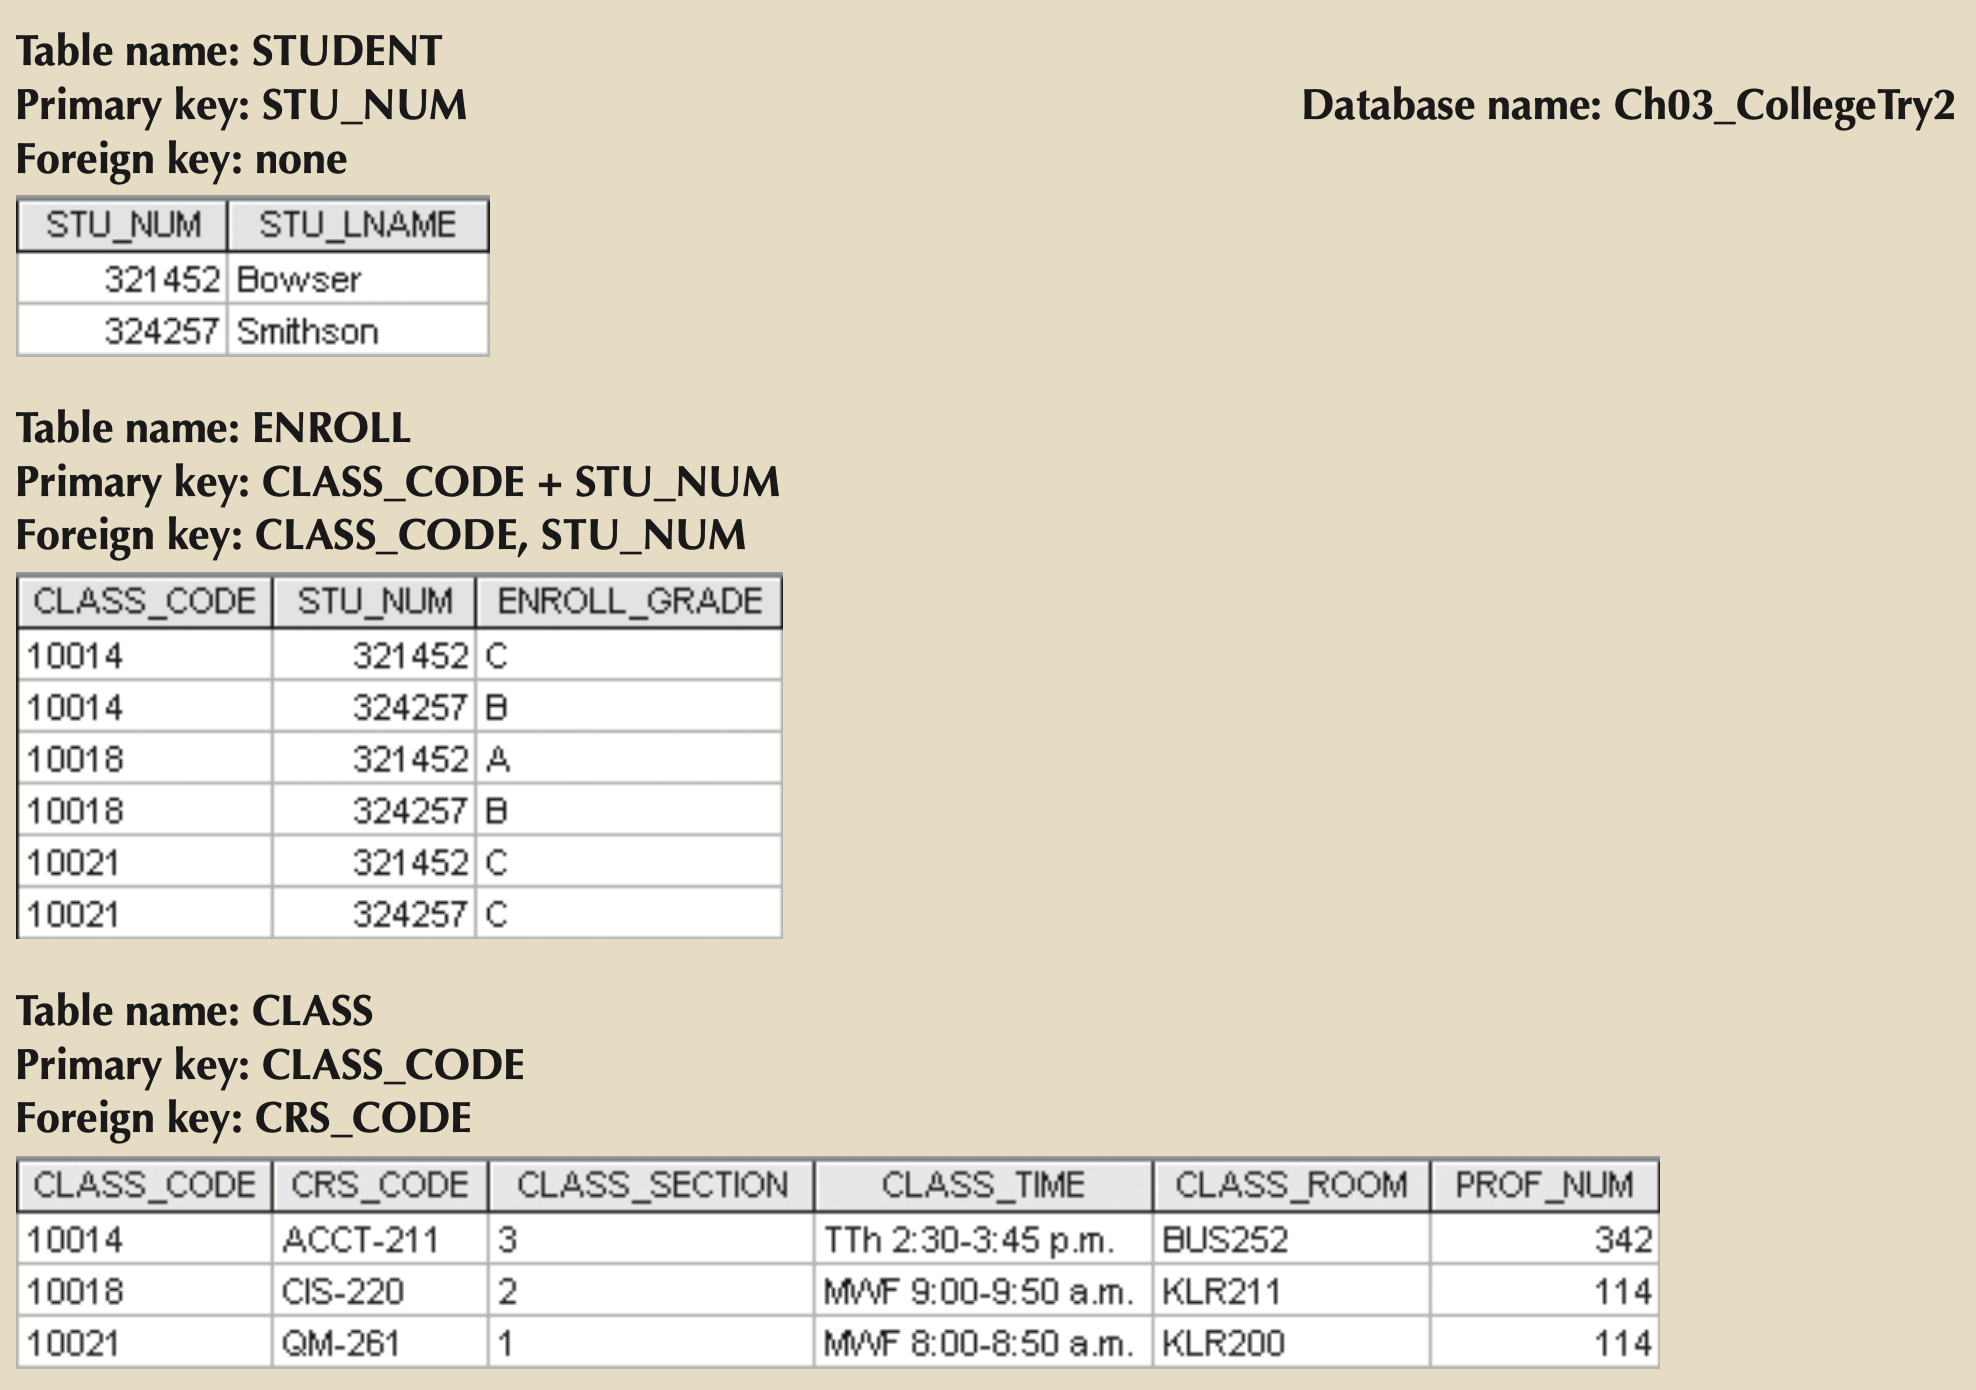 Table name: STUDENT
Primary key: STU_NUM
Database name: Ch03_CollegeTry2
Foreign key: none
STU_NUM STU_LNAME
321452 Bowser
324257 Smithson
Table name: ENROLL
Primary key: CLASS_CODE + STU_NUM
Foreign key: CLASS_CODE, STU_NUM
CLASS_CODE STU_NUM ENROLL_GRADE
10014 321452 C
10014 324257 B
10018 321452 A
10018 324257 B
10021 321452 C
10021 324257 C
Table name: CLASS
Primary key: CLASS_CODE
Foreign key: CRS_CODE
CLASS_CODE CRS_CODE CLASS_SECTION CLASS_TIME CLASS_ROOM PROF_NUM
10014 ACCT-211 3 TTh 2:30-3:45 p.m. BUS252 342
10018 CIS-220 2 MWF 9:00-9:50 a.m. KLR211 114
10021 QM-261 1 MWF 8:00-8:50 a.m. KLR200 114